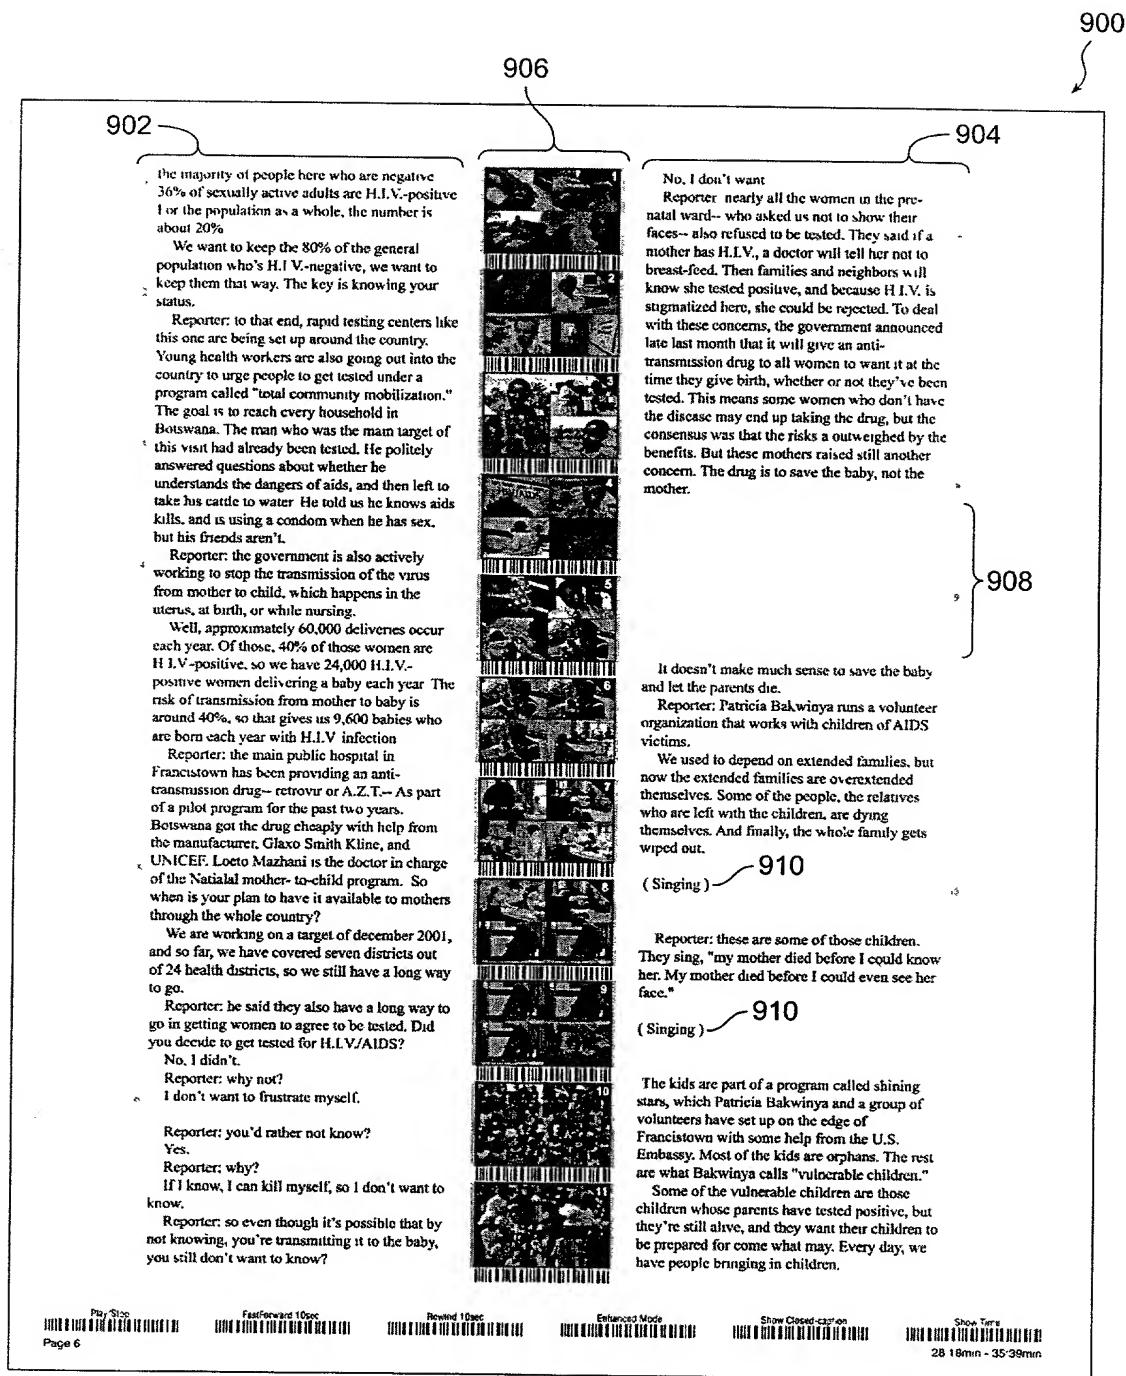 900
906
902
904
the majority of people here who are negative
36% of sexually active adults are H.I.V.-positive
For the population as a whole, the number is
about 20%
We want to keep the 80% of the general
population who's H.I V.-negative, we want to
keep them that way. The key is knowing your
status.
Reporter: to that end, rapid testing centers like
this one are being set up around the country.
Young health workers are also going out into the
country to urge people to get tested under a
program called "total community mobilization."
The goal is to reach every household in
Botswana. The man who was the main target of
this visit had already been tested. He politely
answered questions about whether he
understands the dangers of aids, and then left to
take his cattle to water He told us he knows aids
kills, and is using a condom when he has sex,
but his friends aren't.
Reporter: the government is also actively
working to stop the transmission of the virus
from mother to child, which happens in the
uterus, at birth, or while nursing.
Well, approximately 60,000 deliveries occur
each year. Of those, 40% of those women are
H I.V-positive, so we have 24,000 H.I.V.-
positive women delivering a baby each year The
risk of transmission from mother to baby is
around 40%, so that gives us 9,600 babies who
are born each year with H.I.V infection
Reporter: the main public hospital in
Francistown has been providing an anti-
transmission drug-- retrovir or A.Z.T.-- As part
of a pilot program for the past two years.
Botswana got the drug cheaply with help from
the manufacturer, Glaxo Smith Kline, and
UNICEF. Loeto Mazhani is the doctor in charge
of the Natialal mother- to-child program. So
when is your plan to have it available to mothers
through the whole country?
We are working on a target of december 2001,
and so far, we have covered seven districts out
of 24 health districts, so we still have a long way
to go.
Reporter: he said they also have a long way to
go in getting women to agree to be tested. Did
you decide to get tested for H.I.V./AIDS?
No, I didn't.
Reporter: why not?
I don't want to frustrate myself.
Reporter: you'd rather not know?
Yes.
Reporter: why?
If I know, I can kill myself, so I don't want to
know.
Reporter: so even though it's possible that by
not knowing, you're transmitting it to the baby,
you still don't want to know?
1
2
3
4
5
6
7
8
9
10
11
No, I don't want
Reporter nearly all the women in the pre-
natal ward-- who asked us not to show their
faces-- also refused to be tested. They said if a
mother has H.I.V., a doctor will tell her not to
breast-feed. Then families and neighbors will
know she tested positive, and because H I.V. is
stigmatized here, she could be rejected. To deal
with these concerns, the government announced
late last month that it will give an anti-
transmission drug to all women to want it at the
time they give birth, whether or not they've been
tested. This means some women who don't have
the disease may end up taking the drug, but the
consensus was that the risks a outweighed by the
benefits. But these mothers raised still another
concern. The drug is to save the baby, not the
mother.
908
It doesn't make much sense to save the baby
and let the parents die.
Reporter: Patricia Bakwinya runs a volunteer
organization that works with children of AIDS
victims.
We used to depend on extended families, but
now the extended families are overextended
themselves. Some of the people, the relatives
who are left with the children, are dying
themselves. And finally, the whole family gets
wiped out.
910
( Singing )
Reporter: these are some of those children.
They sing, "my mother died before I could know
her. My mother died before I could even see her
face."
910
( Singing )
The kids are part of a program called shining
stars, which Patricia Bakwinya and a group of
volunteers have set up on the edge of
Francistown with some help from the U.S.
Embassy. Most of the kids are orphans. The rest
are what Bakwinya calls "vulnerable children."
Some of the vulnerable children are those
children whose parents have tested positive, but
they're still alive, and they want their children to
be prepared for come what may. Every day, we
have people bringing in children.
Play Stop
FastForward 10sec
Rewind 10sec
Enhanced Mode
Show Closed-caption
Show Time
Page 6
28 18min - 35:39min